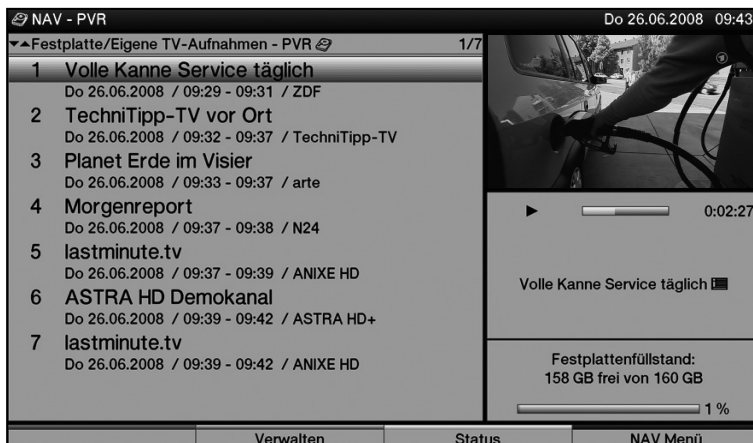 NAV - PVR
Do 26.06.2008 09:43
Festplatte/Eigene TV-Aufnahmen - PVR
1/7
1 Volle Kanne Service täglich
Do 26.06.2008 / 09:29 - 09:31 / ZDF
2 TechniTipp-TV vor Ort
Do 26.06.2008 / 09:32 - 09:37 / TechniTipp-TV
3 Planet Erde im Visier
Do 26.06.2008 / 09:33 - 09:37 / arte
4 Morgenreport
Do 26.06.2008 / 09:37 - 09:38 / N24
5 lastminute.tv
Do 26.06.2008 / 09:37 - 09:39 / ANIXE HD
6 ASTRA HD Demokanal
Do 26.06.2008 / 09:39 - 09:42 / ASTRA HD+
7 lastminute.tv
Do 26.06.2008 / 09:39 - 09:42 / ANIXE HD
0:02:27
Volle Kanne Service täglich
Festplattenfüllstand:
158 GB frei von 160 GB
1 %
Verwalten
Status
NAV Menü